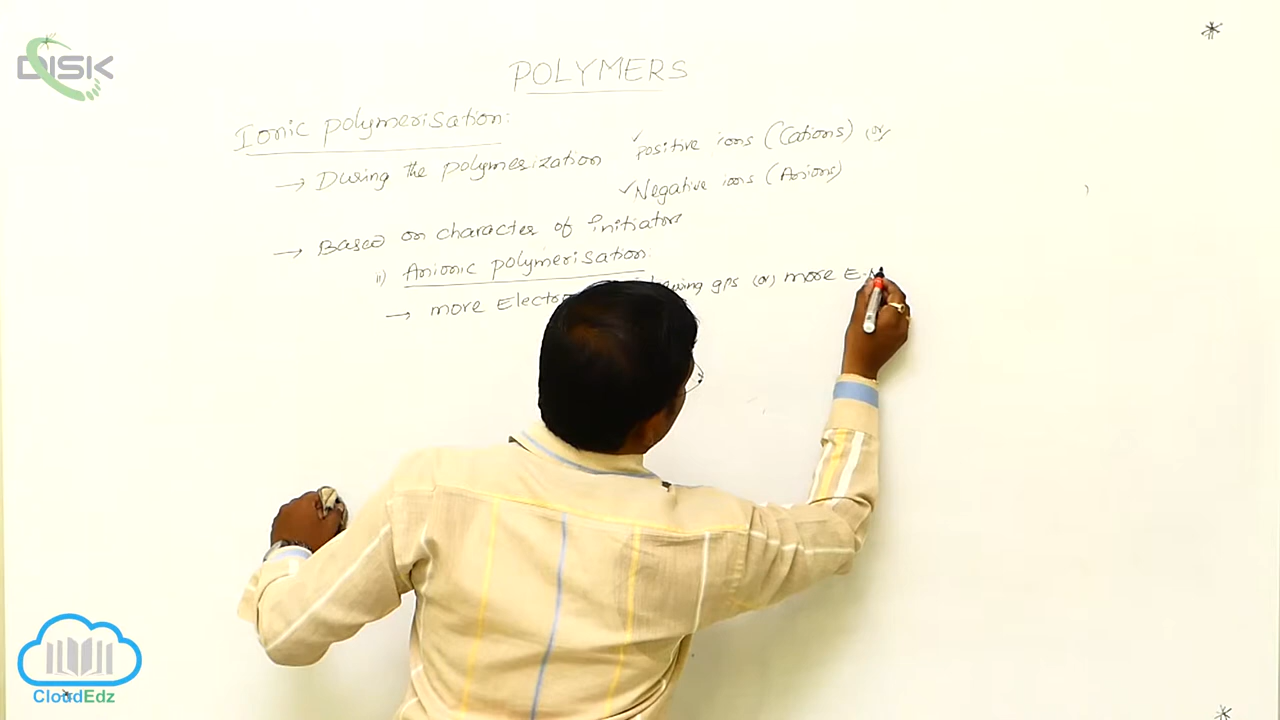 DISK
POLYMERS
Ionic polymerisation:
→ During the polymerization
✓ positive ions (Cations) (or)
✓ Negative ions (Anions)
→ Based on character of Initiator
ii) Anionic polymerisation
→ more Electro gps (or) more E.N
CloudEdz